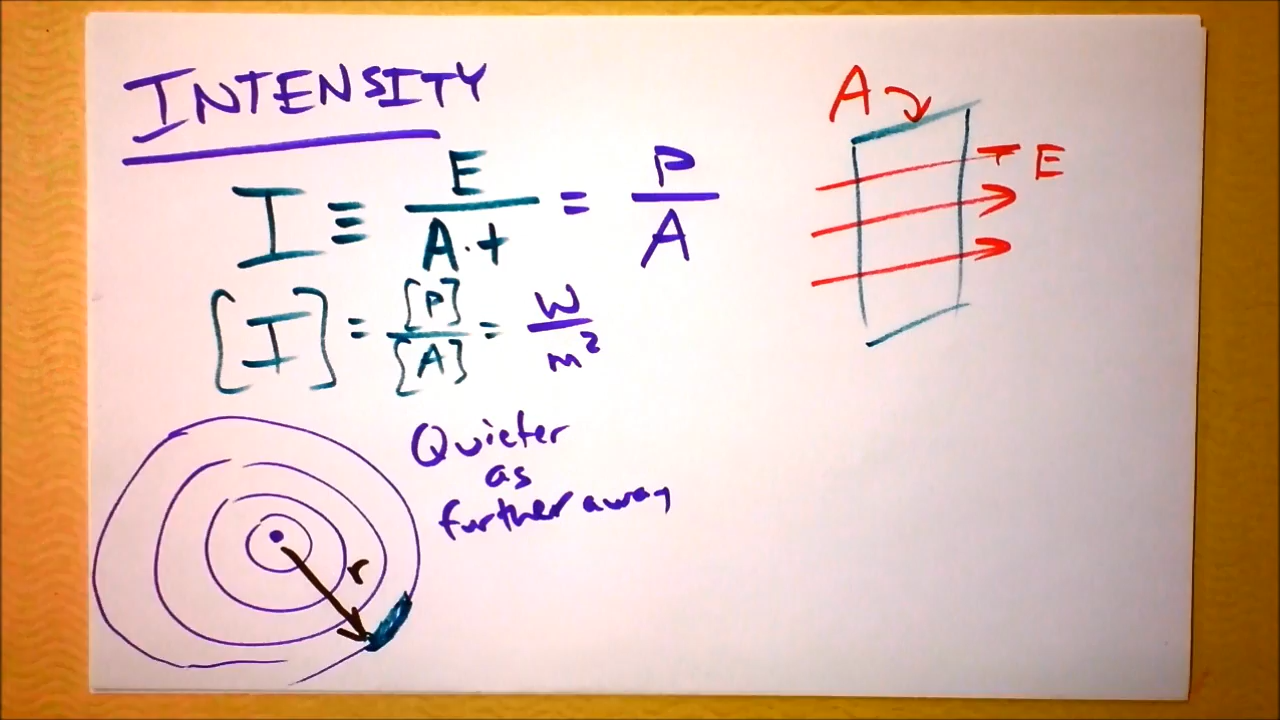 INTENSITY
I ≡ E / A·t = P / A
[I] = [P] / [A] = W / m²
Quieter
as
further away
r
A
E